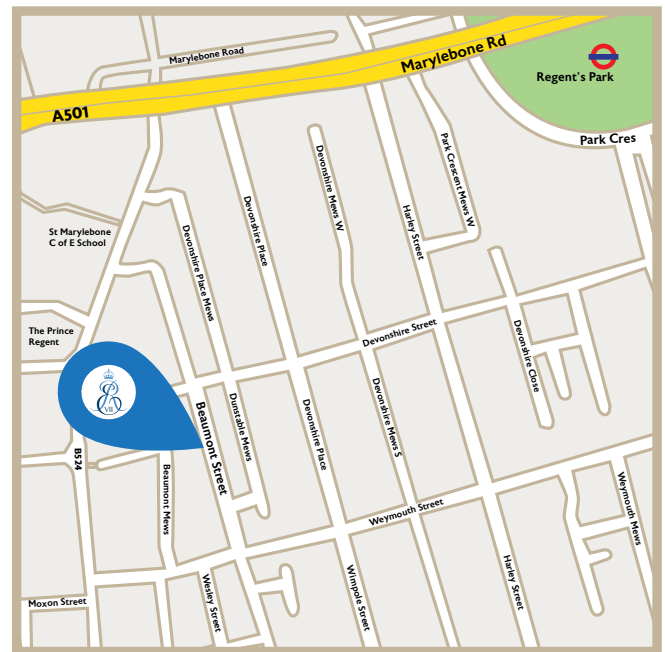 Marylebone Road
Marylebone Rd
A501
Regent's Park
Park Cres
St Marylebone
C of E School
The Prince
Regent
Devonshire Place Mews
Devonshire Place
Devonshire Mews W
Harley Street
Park Crescent Mews W
Devonshire Street
Devonshire Close
VII
B524
Beaumont Street
Beaumont Mews
Dunstable Mews
Devonshire Place
Devonshire Mews S
Weymouth Street
Weymouth Mews
Moxon Street
Wesley Street
Wimpole Street
Harley Street